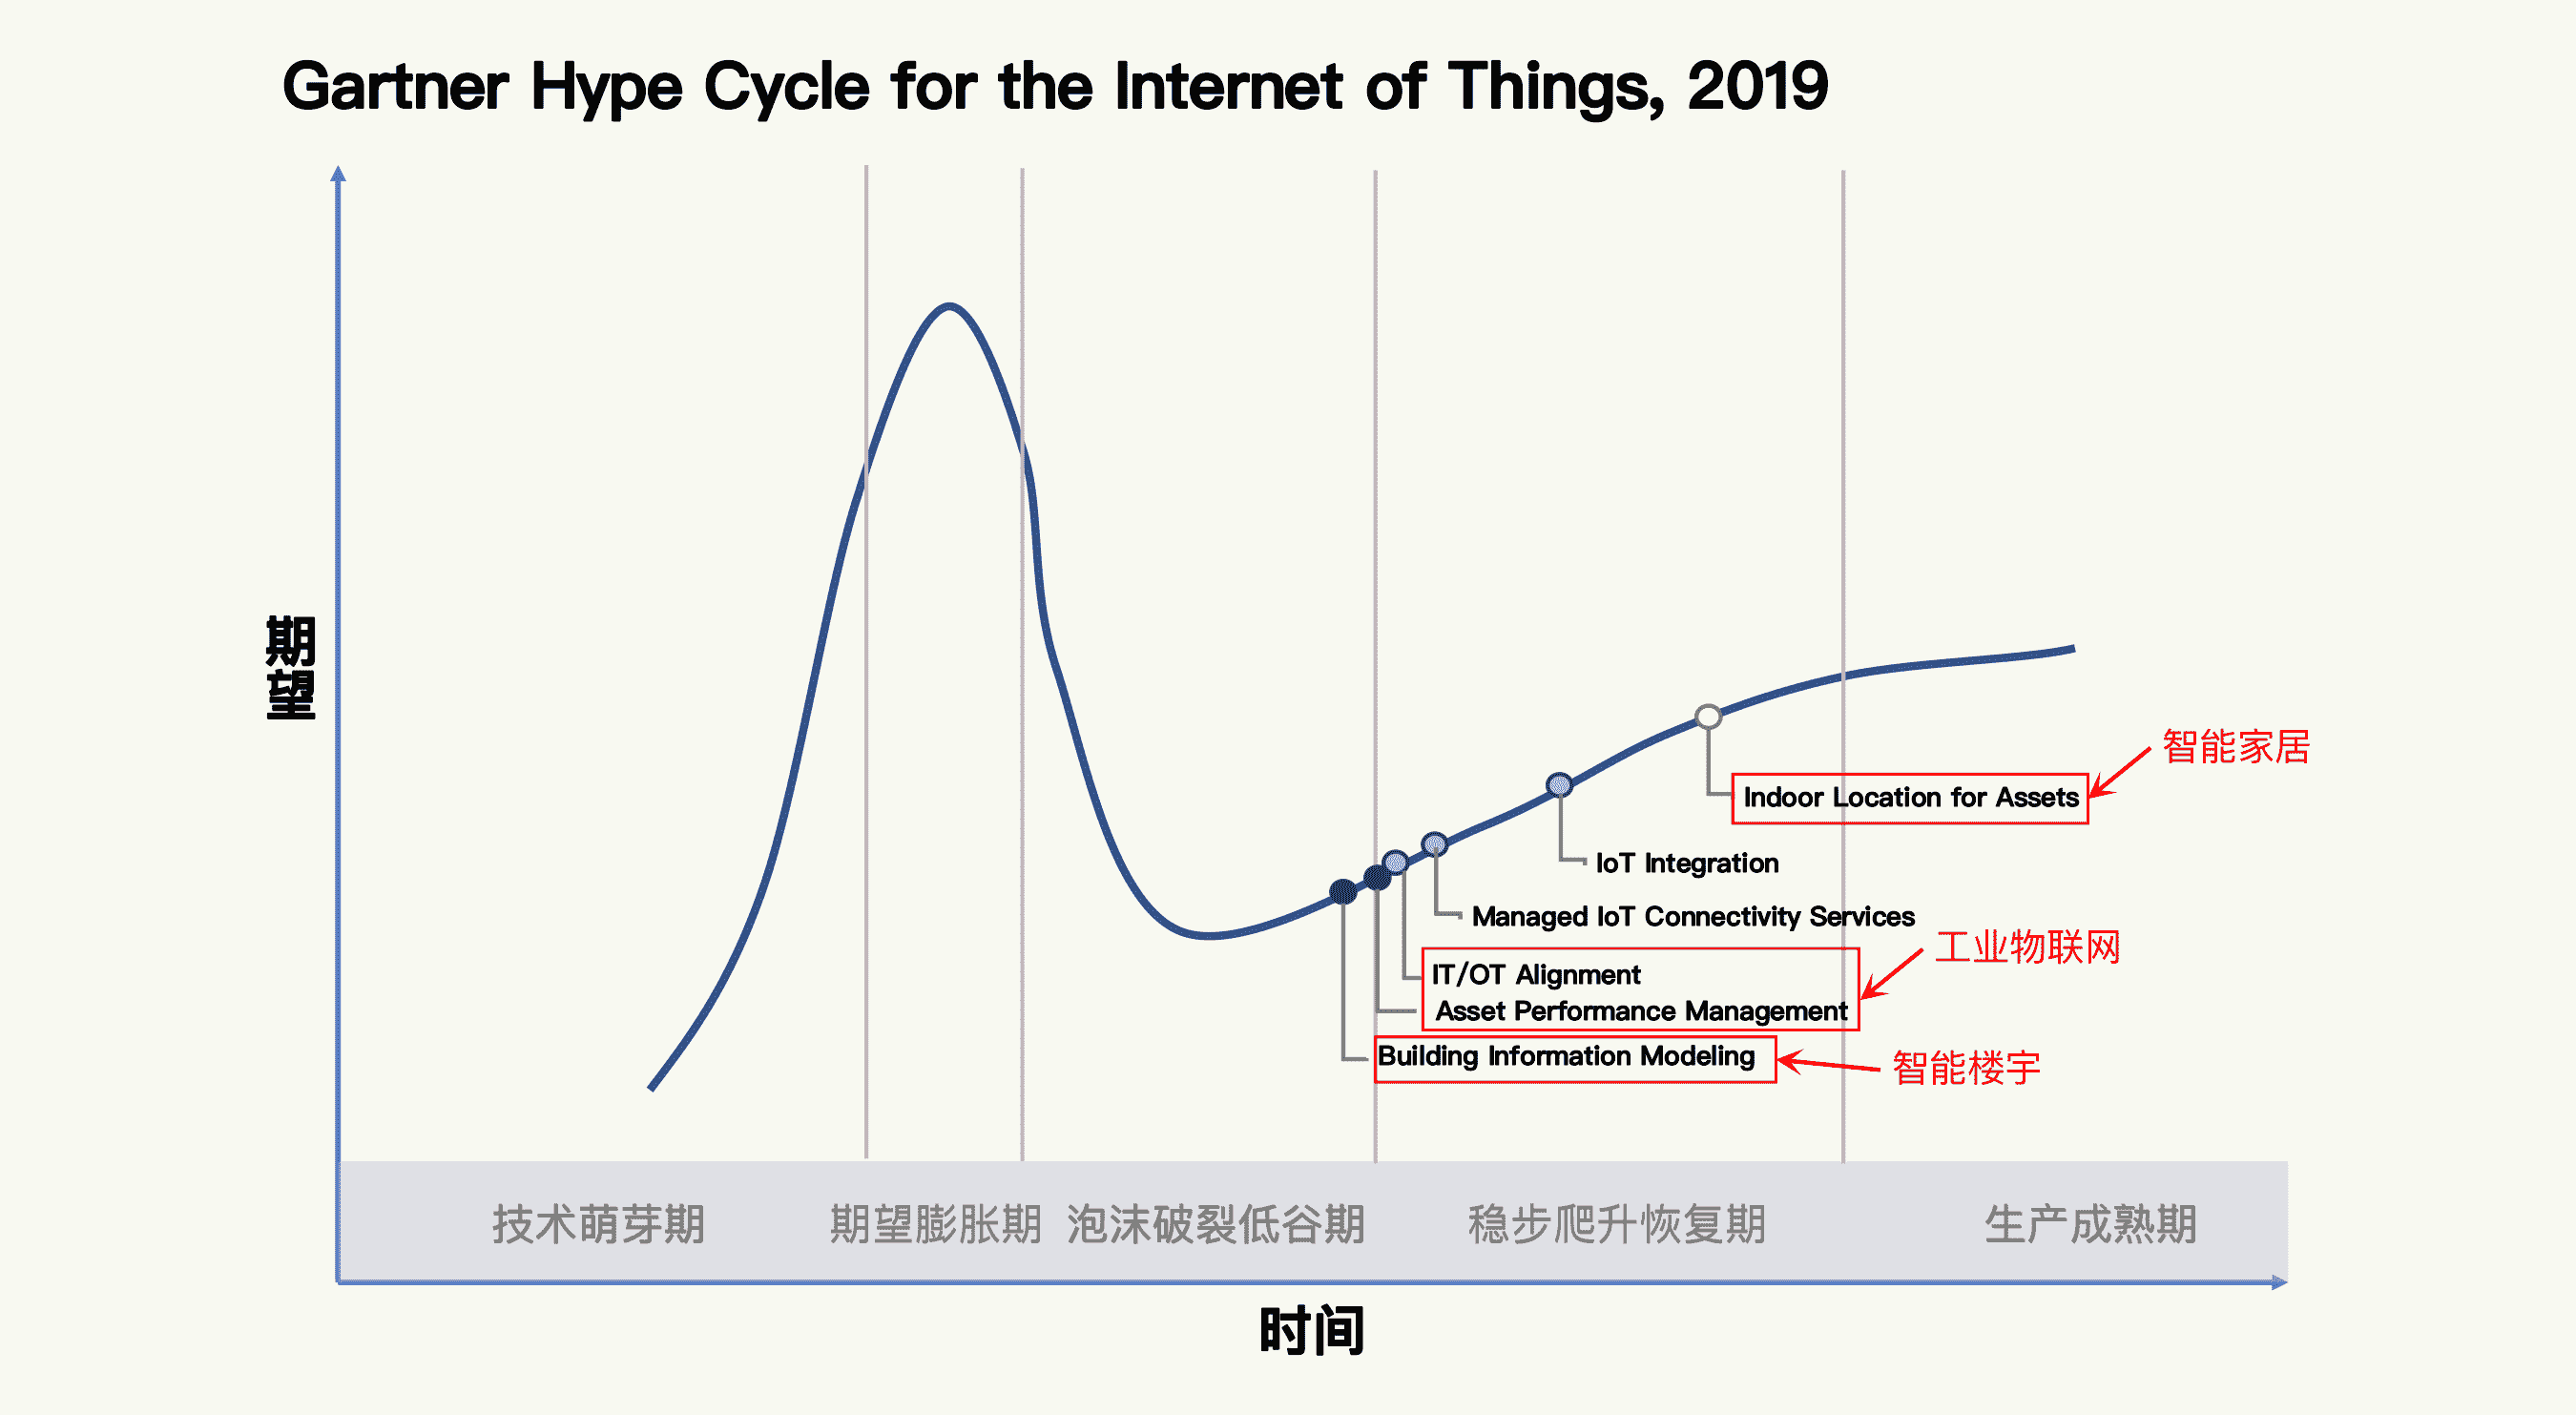 Gartner Hype Cycle for the Internet of Things, 2019
期望
智能家居
Indoor Location for Assets
IoT Integration
Managed IoT Connectivity Services
工业物联网
IT/OT Alignment
Asset Performance Management
Building Information Modeling
智能楼宇
技术萌芽期
期望膨胀期
泡沫破裂低谷期
稳步爬升恢复期
生产成熟期
时间